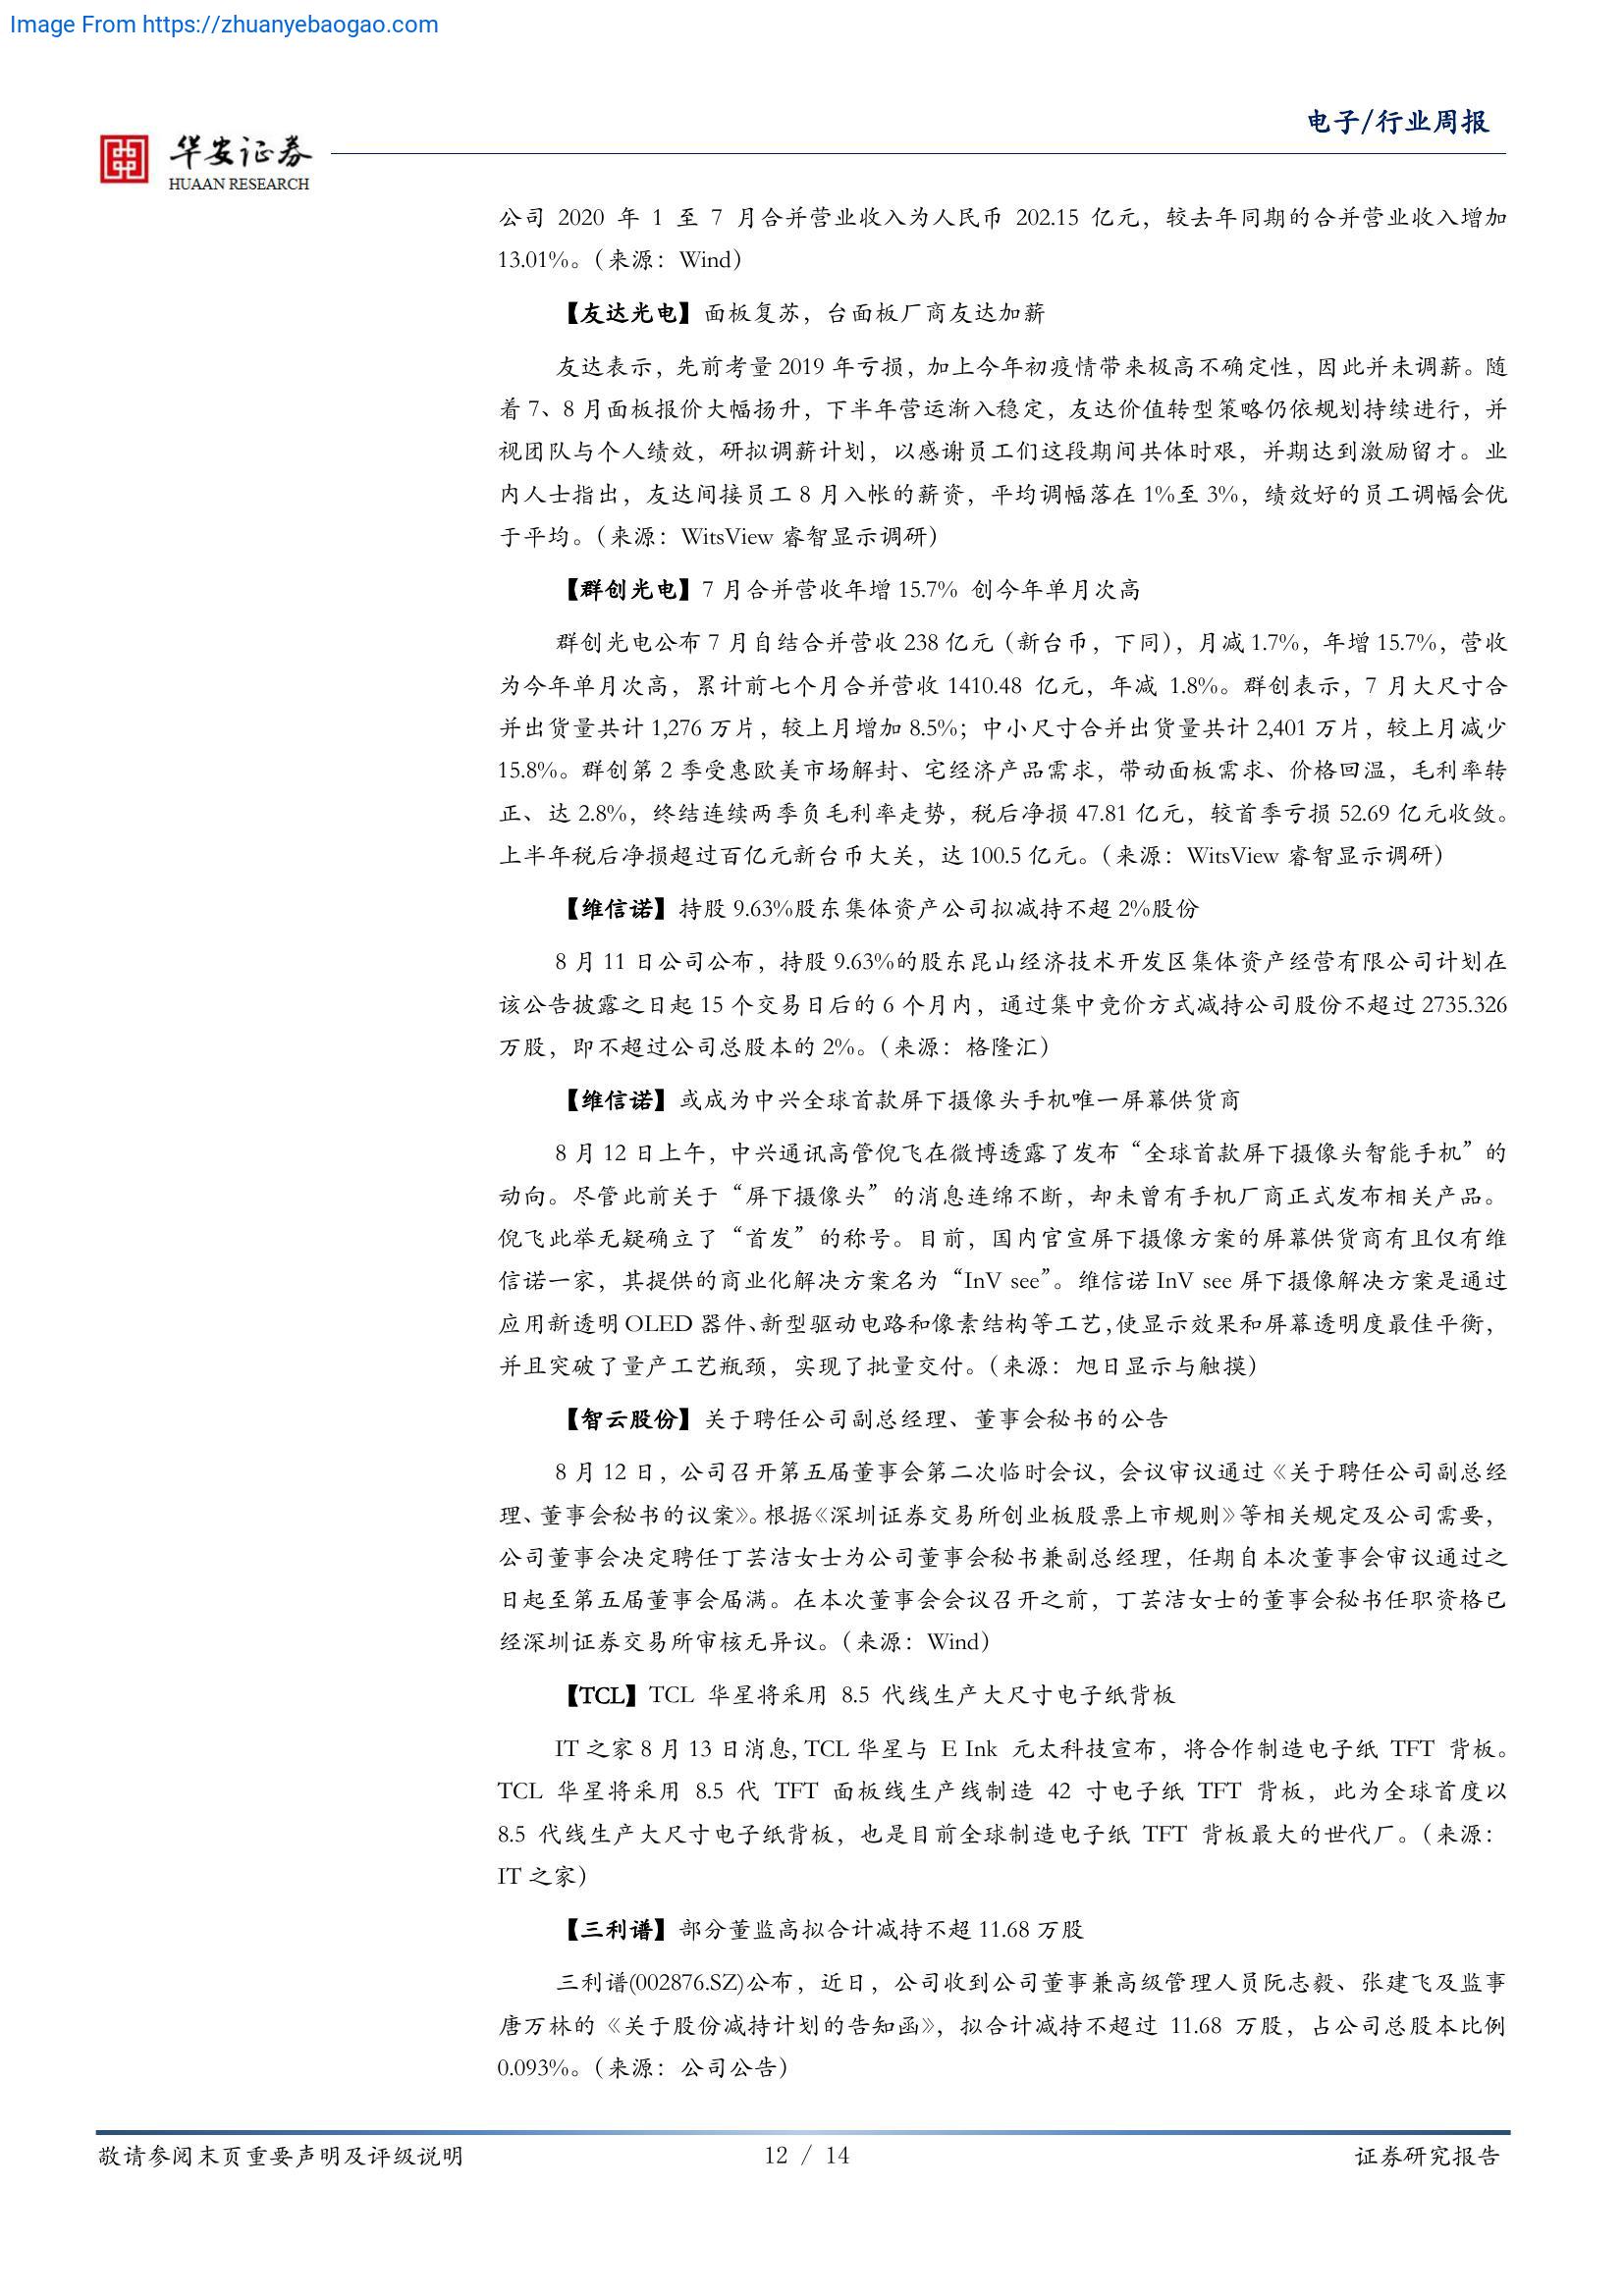 Image From https://zhuanyebaogao.com
电子/行业周报
华安证券
HUAAN RESEARCH
公司 2020 年 1 至 7 月合并营业收入为人民币 202.15 亿元，较去年同期的合并营业收入增加
13.01%。（来源：Wind）
【友达光电】面板复苏，台面板厂商友达加薪
友达表示，先前考量 2019 年亏损，加上今年初疫情带来极高不确定性，因此并未调薪。随
着 7、8 月面板报价大幅扬升，下半年营运渐入稳定，友达价值转型策略仍依规划持续进行，并
视团队与个人绩效，研拟调薪计划，以感谢员工们这段期间共体时艰，并期达到激励留才。业
内人士指出，友达间接员工 8 月入帐的薪资，平均调幅落在 1%至 3%，绩效好的员工调幅会优
于平均。（来源：WitsView 睿智显示调研）
【群创光电】7 月合并营收年增 15.7% 创今年单月次高
群创光电公布 7 月自结合并营收 238 亿元（新台币，下同），月减 1.7%，年增 15.7%，营收
为今年单月次高，累计前七个月合并营收 1410.48 亿元，年减 1.8%。群创表示，7 月大尺寸合
并出货量共计 1,276 万片，较上月增加 8.5%；中小尺寸合并出货量共计 2,401 万片，较上月减少
15.8%。群创第 2 季受惠欧美市场解封、宅经济产品需求，带动面板需求、价格回温，毛利率转
正、达 2.8%，终结连续两季负毛利率走势，税后净损 47.81 亿元，较首季亏损 52.69 亿元收敛。
上半年税后净损超过百亿元新台币大关，达 100.5 亿元。（来源：WitsView 睿智显示调研）
【维信诺】持股 9.63%股东集体资产公司拟减持不超 2%股份
8 月 11 日公司公布，持股 9.63%的股东昆山经济技术开发区集体资产经营有限公司计划在
该公告披露之日起 15 个交易日后的 6 个月内，通过集中竞价方式减持公司股份不超过 2735.326
万股，即不超过公司总股本的 2%。（来源：格隆汇）
【维信诺】或成为中兴全球首款屏下摄像头手机唯一屏幕供货商
8 月 12 日上午，中兴通讯高管倪飞在微博透露了发布“全球首款屏下摄像头智能手机”的
动向。尽管此前关于“屏下摄像头”的消息连绵不断，却未曾有手机厂商正式发布相关产品。
倪飞此举无疑确立了“首发”的称号。目前，国内官宣屏下摄像方案的屏幕供货商有且仅有维
信诺一家，其提供的商业化解决方案名为“InV see”。维信诺 InV see 屏下摄像解决方案是通过
应用新透明 OLED 器件、新型驱动电路和像素结构等工艺,使显示效果和屏幕透明度最佳平衡，
并且突破了量产工艺瓶颈，实现了批量交付。（来源：旭日显示与触摸）
【智云股份】关于聘任公司副总经理、董事会秘书的公告
8 月 12 日，公司召开第五届董事会第二次临时会议，会议审议通过《关于聘任公司副总经
理、董事会秘书的议案》。根据《深圳证券交易所创业板股票上市规则》等相关规定及公司需要，
公司董事会决定聘任丁芸洁女士为公司董事会秘书兼副总经理，任期自本次董事会审议通过之
日起至第五届董事会届满。在本次董事会会议召开之前，丁芸洁女士的董事会秘书任职资格已
经深圳证券交易所审核无异议。（来源：Wind）
【TCL】TCL 华星将采用 8.5 代线生产大尺寸电子纸背板
IT 之家 8 月 13 日消息, TCL 华星与 E Ink 元太科技宣布，将合作制造电子纸 TFT 背板。
TCL 华星将采用 8.5 代 TFT 面板线生产线制造 42 寸电子纸 TFT 背板，此为全球首度以
8.5 代线生产大尺寸电子纸背板，也是目前全球制造电子纸 TFT 背板最大的世代厂。（来源：
IT 之家）
【三利谱】部分董监高拟合计减持不超 11.68 万股
三利谱(002876.SZ)公布，近日，公司收到公司董事兼高级管理人员阮志毅、张建飞及监事
唐万林的《关于股份减持计划的告知函》，拟合计减持不超过 11.68 万股，占公司总股本比例
0.093%。（来源：公司公告）
敬请参阅末页重要声明及评级说明
12 / 14
证券研究报告